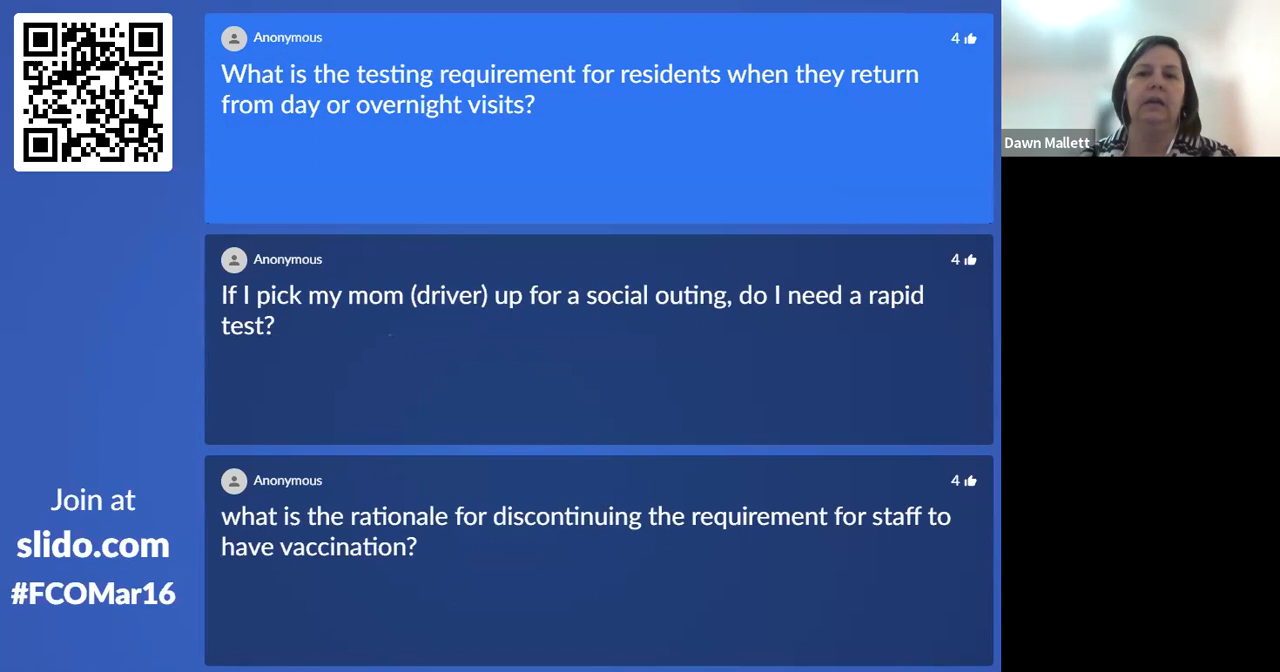 Anonymous
4
What is the testing requirement for residents when they return
from day or overnight visits?
Dawn Mallett
Anonymous
4
If I pick my mom (driver) up for a social outing, do I need a rapid
test?
Anonymous
4
what is the rationale for discontinuing the requirement for staff to
have vaccination?
Join at
slido.com
#FCOMar16